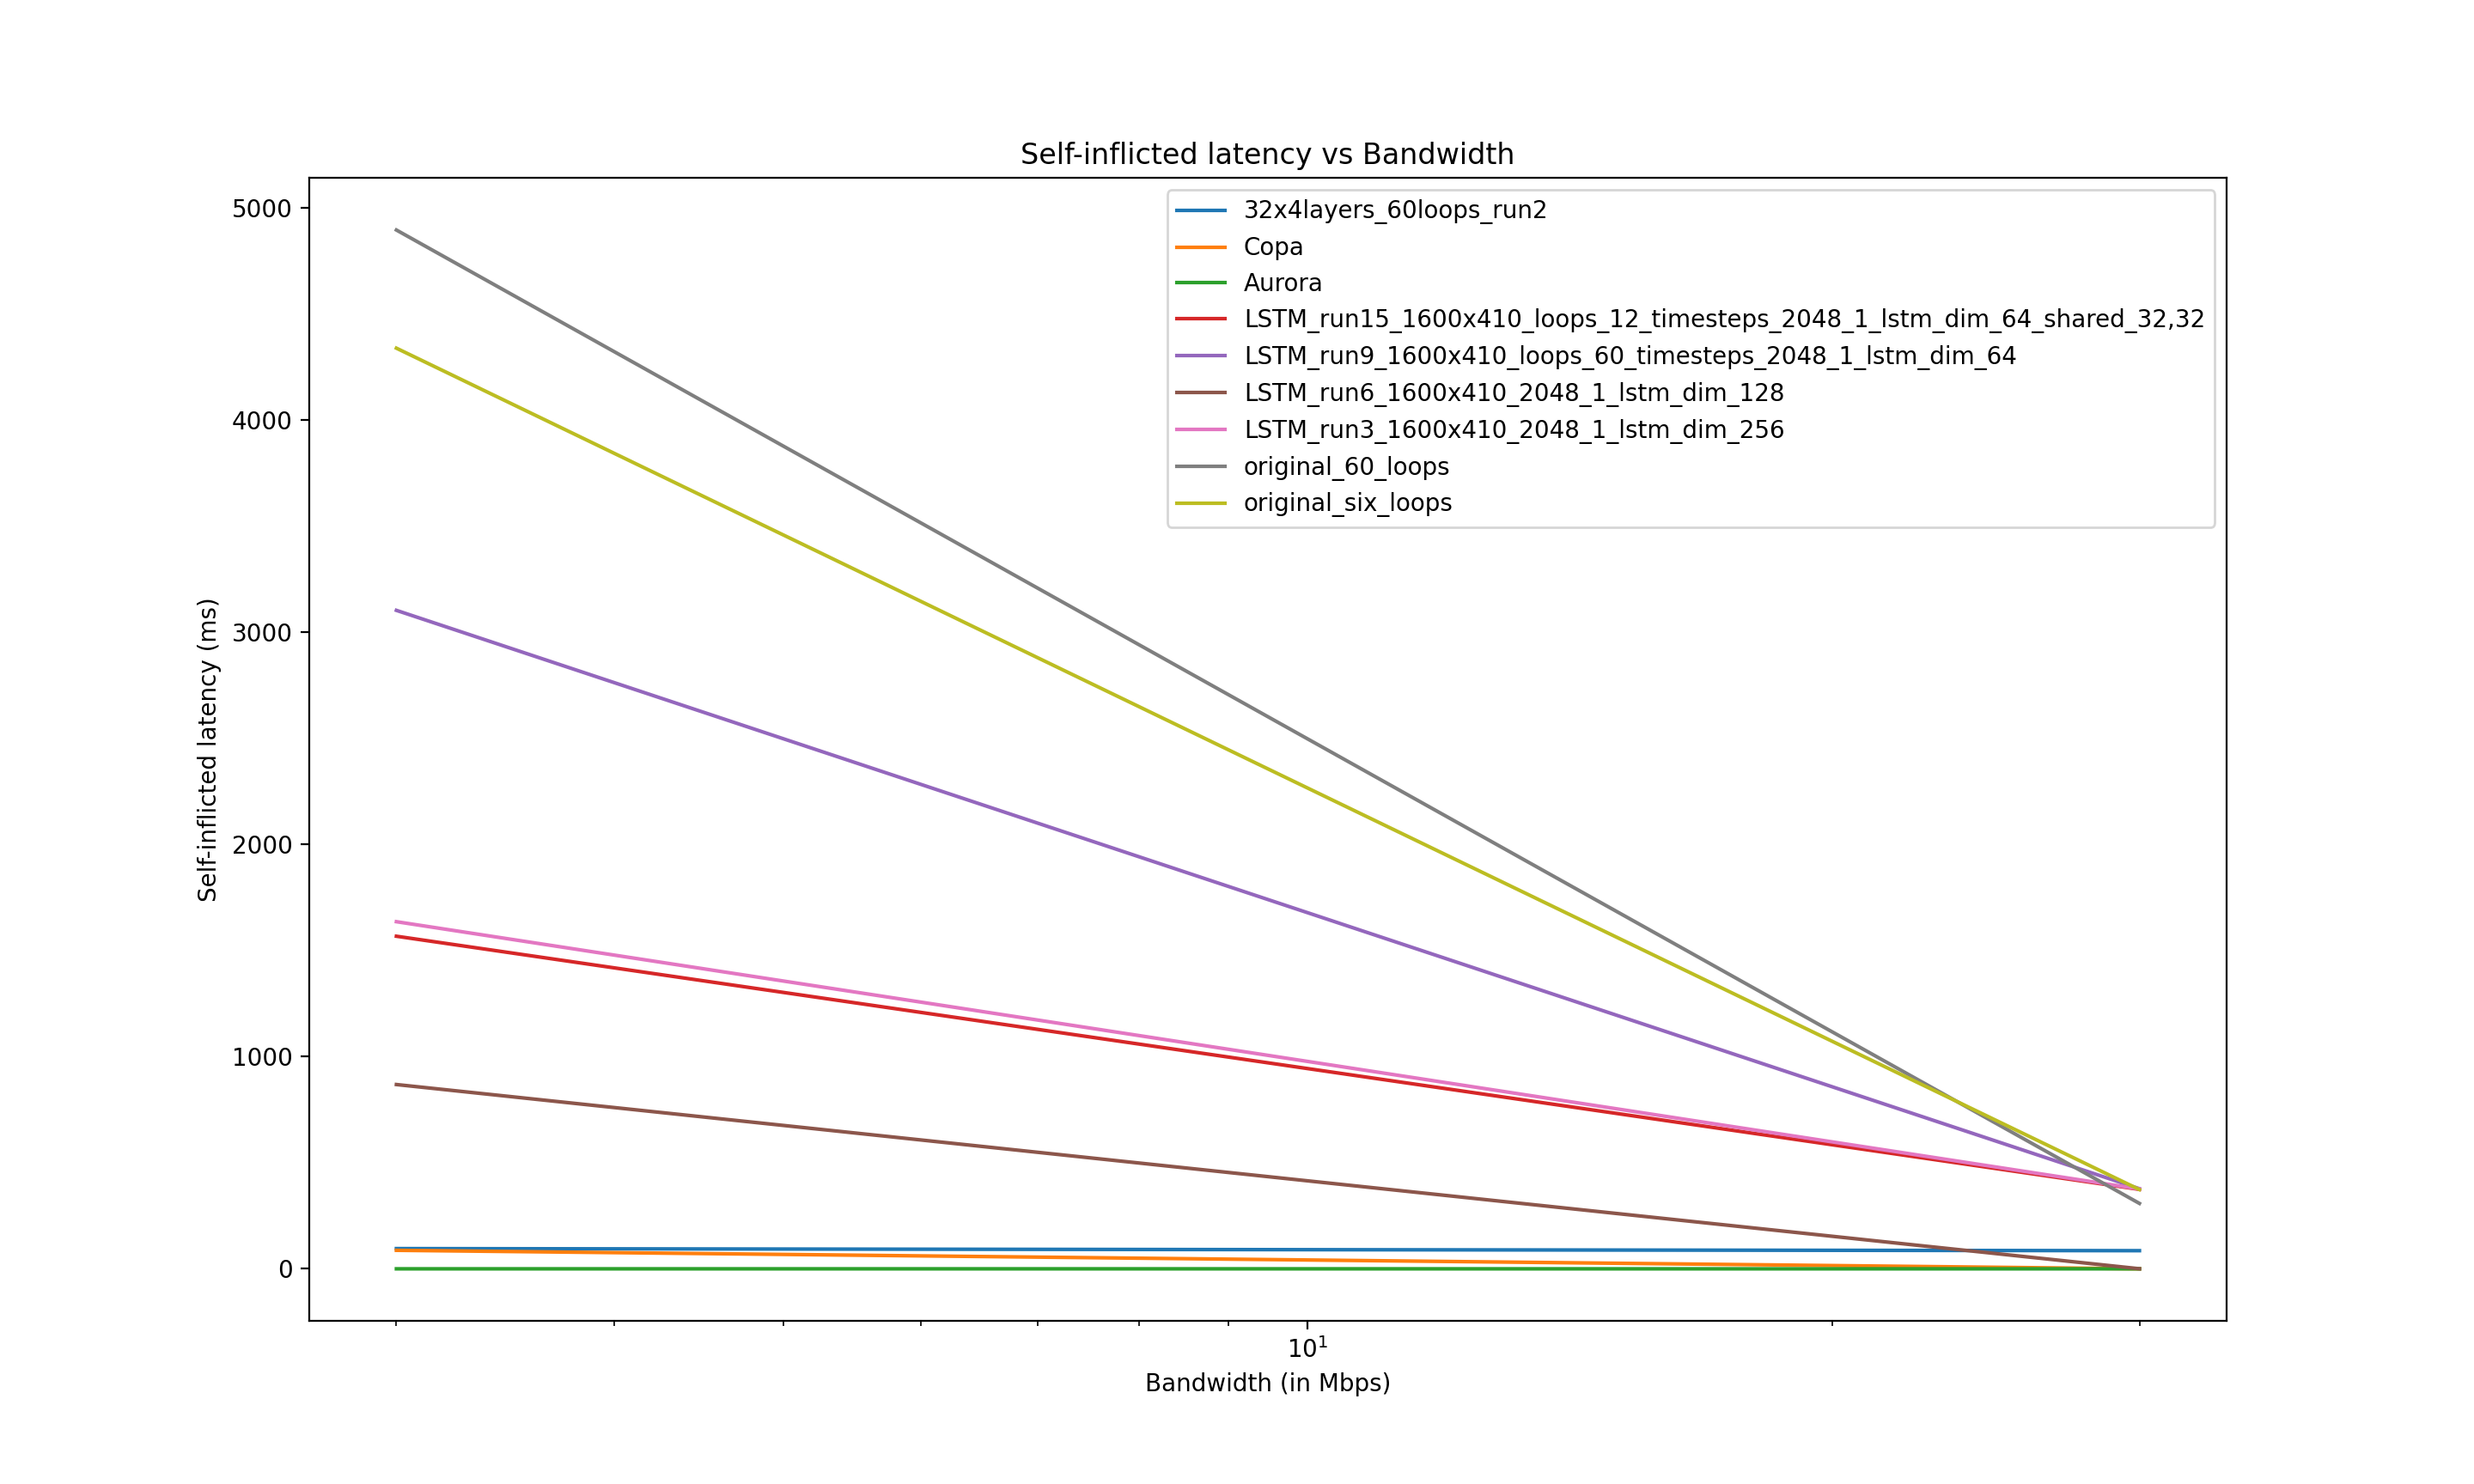 Self-inflicted latency vs Bandwidth
5000
4000
3000
2000
1000
0
Self-inflicted latency (ms)
32x4layers_60loops_run2
Copa
Aurora
LSTM_run15_1600x410_loops_12_timesteps_2048_1_lstm_dim_64_shared_32,32
LSTM_run9_1600x410_loops_60_timesteps_2048_1_lstm_dim_64
LSTM_run6_1600x410_2048_1_lstm_dim_128
LSTM_run3_1600x410_2048_1_lstm_dim_256
original_60_loops
original_six_loops
10¹
Bandwidth (in Mbps)